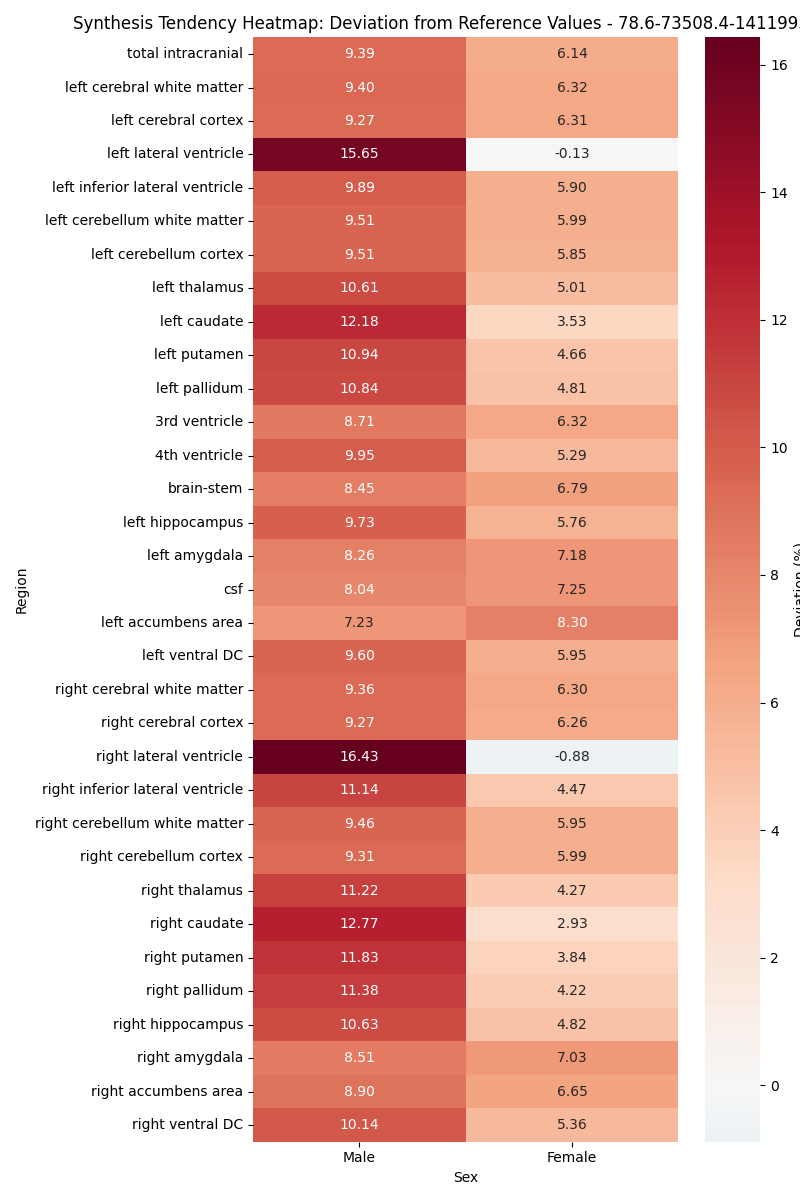 Synthesis Tendency Heatmap: Deviation from Reference Values - 78.6-73508.4-141199
total intracranial 9.39 6.14
left cerebral white matter 9.40 6.32
left cerebral cortex 9.27 6.31
left lateral ventricle 15.65 -0.13
left inferior lateral ventricle 9.89 5.90
left cerebellum white matter 9.51 5.99
left cerebellum cortex 9.51 5.85
left thalamus 10.61 5.01
left caudate 12.18 3.53
left putamen 10.94 4.66
left pallidum 10.84 4.81
3rd ventricle 8.71 6.32
4th ventricle 9.95 5.29
brain-stem 8.45 6.79
left hippocampus 9.73 5.76
left amygdala 8.26 7.18
csf 8.04 7.25
left accumbens area 7.23 8.30
left ventral DC 9.60 5.95
right cerebral white matter 9.36 6.30
right cerebral cortex 9.27 6.26
right lateral ventricle 16.43 -0.88
right inferior lateral ventricle 11.14 4.47
right cerebellum white matter 9.46 5.95
right cerebellum cortex 9.31 5.99
right thalamus 11.22 4.27
right caudate 12.77 2.93
right putamen 11.83 3.84
right pallidum 11.38 4.22
right hippocampus 10.63 4.82
right amygdala 8.51 7.03
right accumbens area 8.90 6.65
right ventral DC 10.14 5.36
Male Female
Sex
Region
16
14
12
10
8
6
4
2
0
Deviation (%)